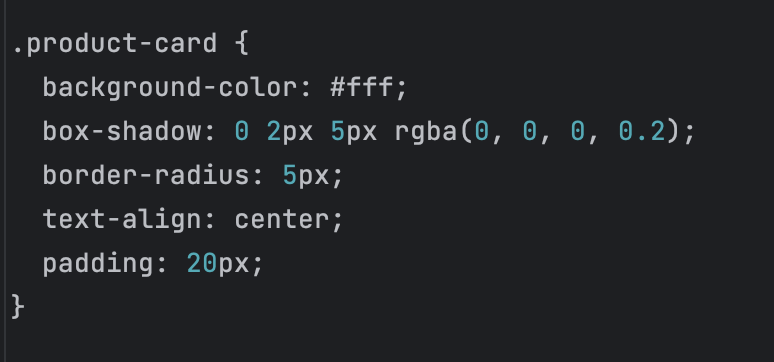 .product-card {
  background-color: #fff;
  box-shadow: 0 2px 5px rgba(0, 0, 0, 0.2);
  border-radius: 5px;
  text-align: center;
  padding: 20px;
}